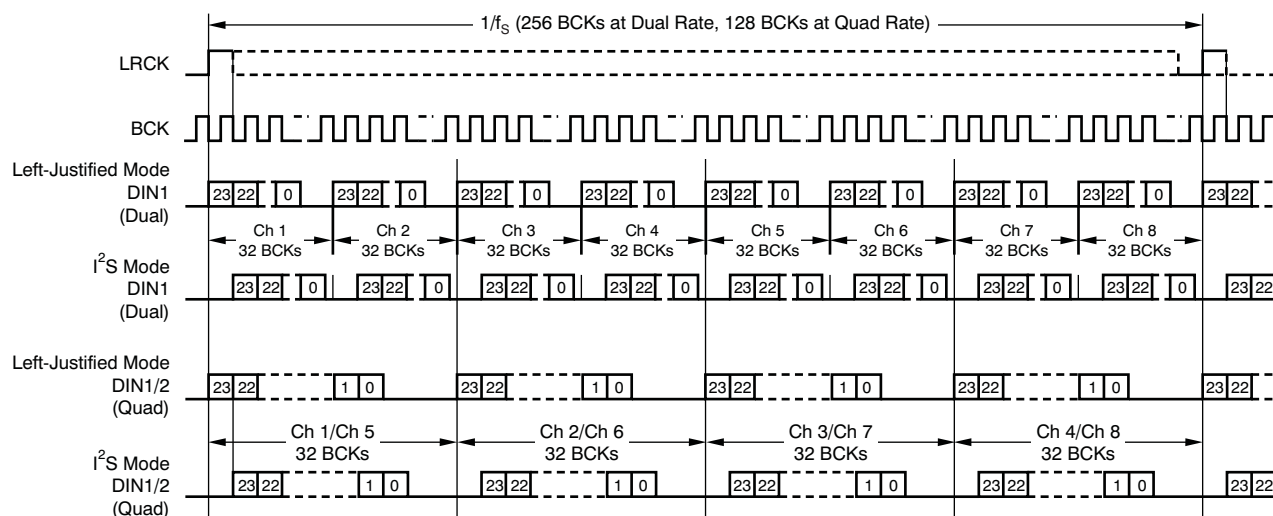 1/fS (256 BCKs at Dual Rate, 128 BCKs at Quad Rate)
LRCK
BCK
Left-Justified Mode
DIN1
(Dual)
23 22 0 23 22 0 23 22 0 23 22 0 23 22 0 23 22 0 23 22 0 23 22 0 23 22
Ch 1 Ch 2 Ch 3 Ch 4 Ch 5 Ch 6 Ch 7 Ch 8
32 BCKs 32 BCKs 32 BCKs 32 BCKs 32 BCKs 32 BCKs 32 BCKs 32 BCKs
I2S Mode
DIN1
(Dual)
23 22 0 23 22 0 23 22 0 23 22 0 23 22 0 23 22 0 23 22 0 23 22 0 23 22
Left-Justified Mode
DIN1/2
(Quad)
23 22 1 0 23 22 1 0 23 22 1 0 23 22 1 0 23 22
Ch 1/Ch 5 Ch 2/Ch 6 Ch 3/Ch 7 Ch 4/Ch 8
32 BCKs 32 BCKs 32 BCKs 32 BCKs
I2S Mode
DIN1/2
(Quad)
23 22 1 0 23 22 1 0 23 22 1 0 23 22 1 0 23 22